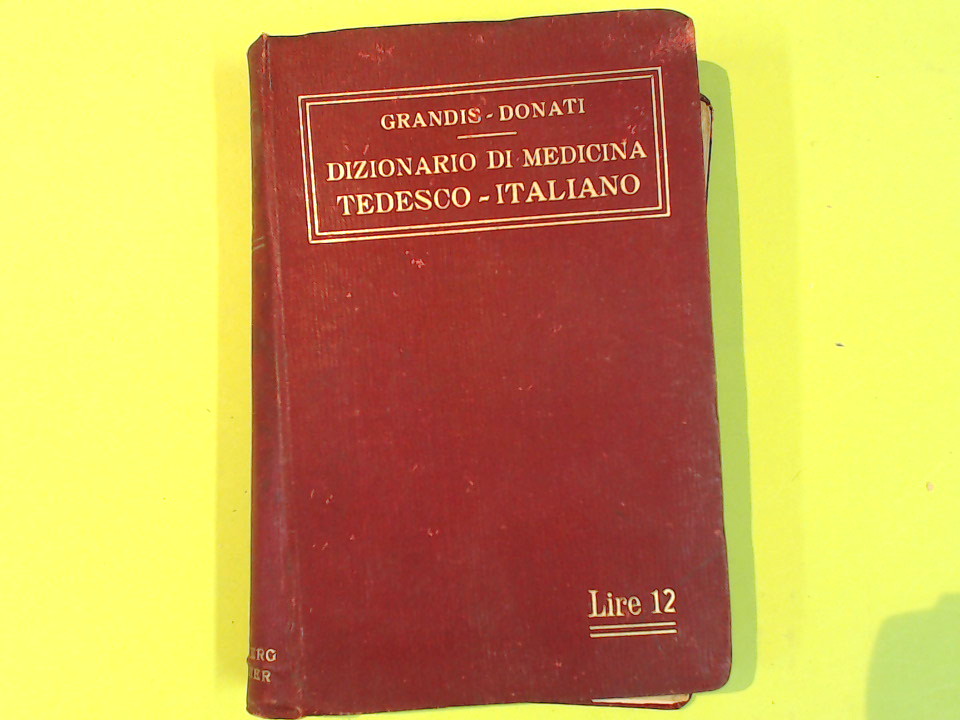 GRANDIS - DONATI
DIZIONARIO DI MEDICINA
TEDESCO - ITALIANO
Lire 12